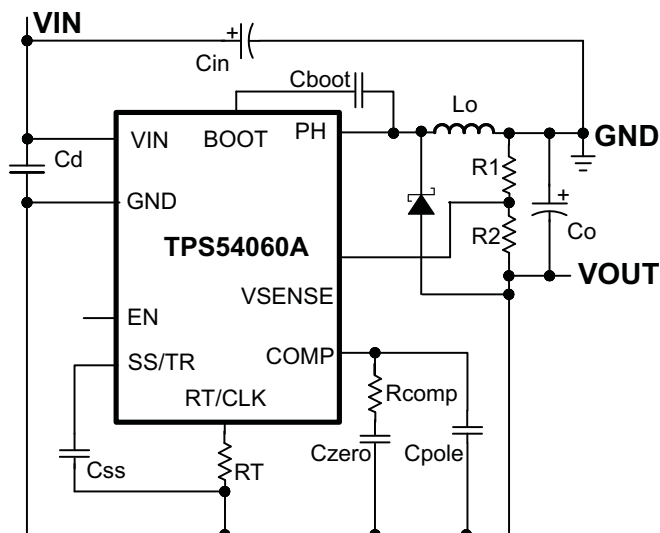 VIN
Cin
Cboot
Lo
VIN
BOOT
PH
GND
Cd
R1
GND
TPS54060A
R2
Co
VSENSE
VOUT
EN
SS/TR
COMP
RT/CLK
Rcomp
Css
RT
Czero
Cpole